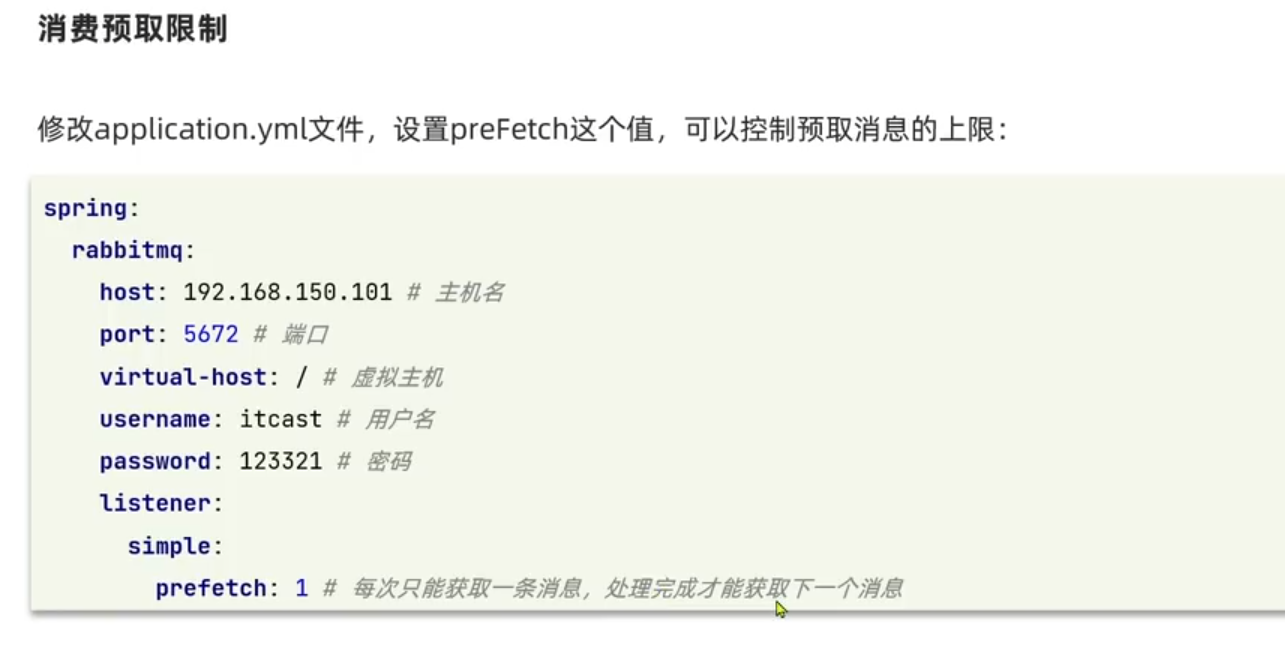 消费预取限制
修改application.yml文件，设置preFetch这个值，可以控制预取消息的上限：
spring:
  rabbitmq:
    host: 192.168.150.101 # 主机名
    port: 5672 # 端口
    virtual-host: / # 虚拟主机
    username: itcast # 用户名
    password: 123321 # 密码
    listener:
      simple:
        prefetch: 1 # 每次只能获取一条消息，处理完成才能获取下一个消息